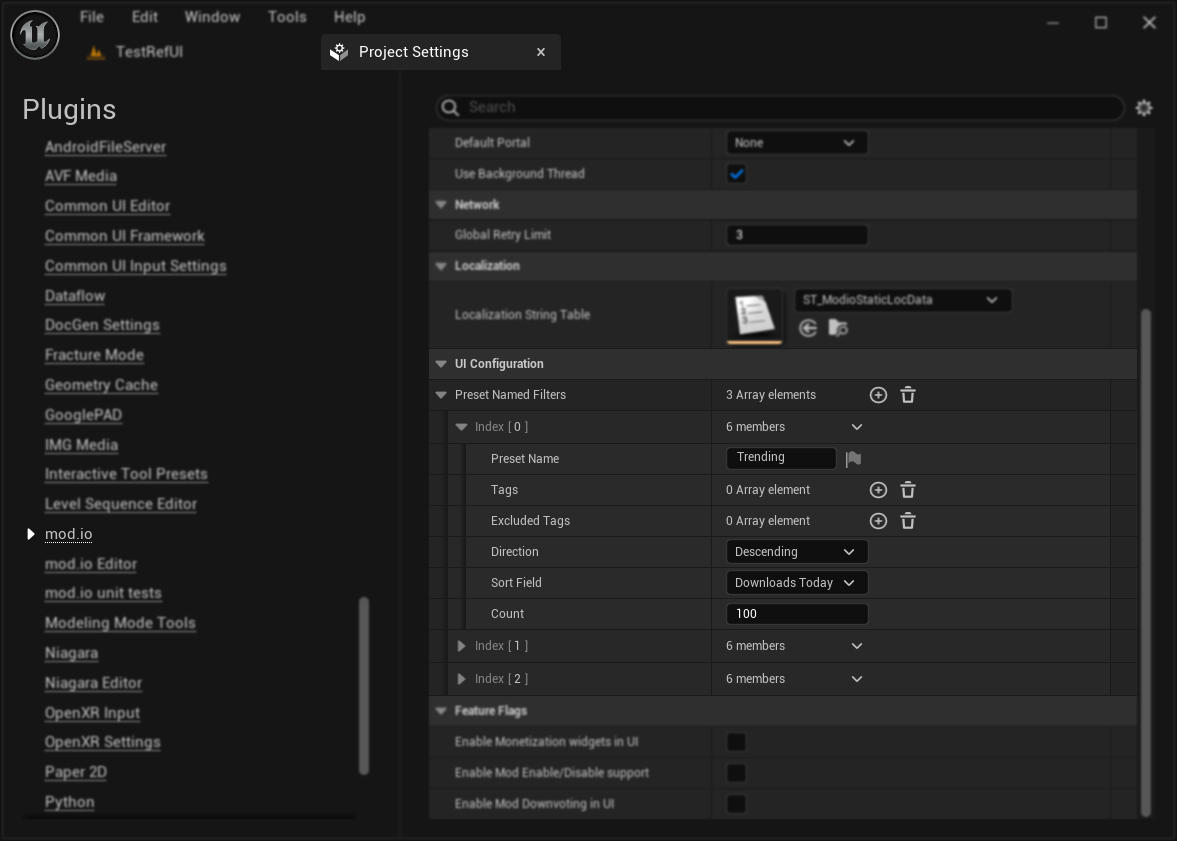 File Edit Window Tools Help
TestRefUI
Project Settings
Plugins
AndroidFileServer
AVF Media
Common UI Editor
Common UI Framework
Common UI Input Settings
Dataflow
DocGen Settings
Fracture Mode
Geometry Cache
GooglePAD
IMG Media
Interactive Tool Presets
Level Sequence Editor
mod.io
mod.io Editor
mod.io unit tests
Modeling Mode Tools
Niagara
Niagara Editor
OpenXR Input
OpenXR Settings
Paper 2D
Python
Search
Default Portal None
Use Background Thread
Network
Global Retry Limit 3
Localization
Localization String Table ST_ModioStaticLocData
UI Configuration
Preset Named Filters 3 Array elements
Index [ 0 ] 6 members
Preset Name Trending
Tags 0 Array element
Excluded Tags 0 Array element
Direction Descending
Sort Field Downloads Today
Count 100
Index [ 1 ] 6 members
Index [ 2 ] 6 members
Feature Flags
Enable Monetization widgets in UI
Enable Mod Enable/Disable support
Enable Mod Downvoting in UI